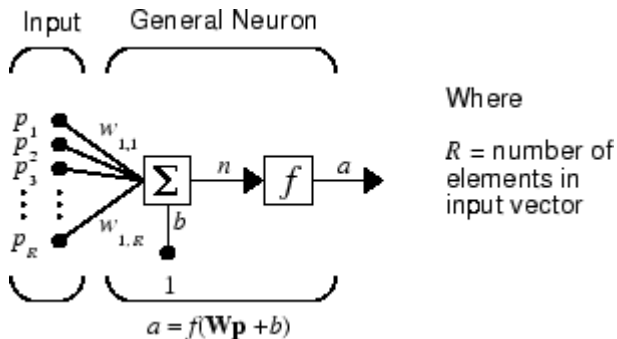 Input General Neuron
p1
p2
p3
pR
w1,1
w1,R
Σ
n
f
a
b
1
a = f(Wp +b)
Where
R = number of
elements in
input vector